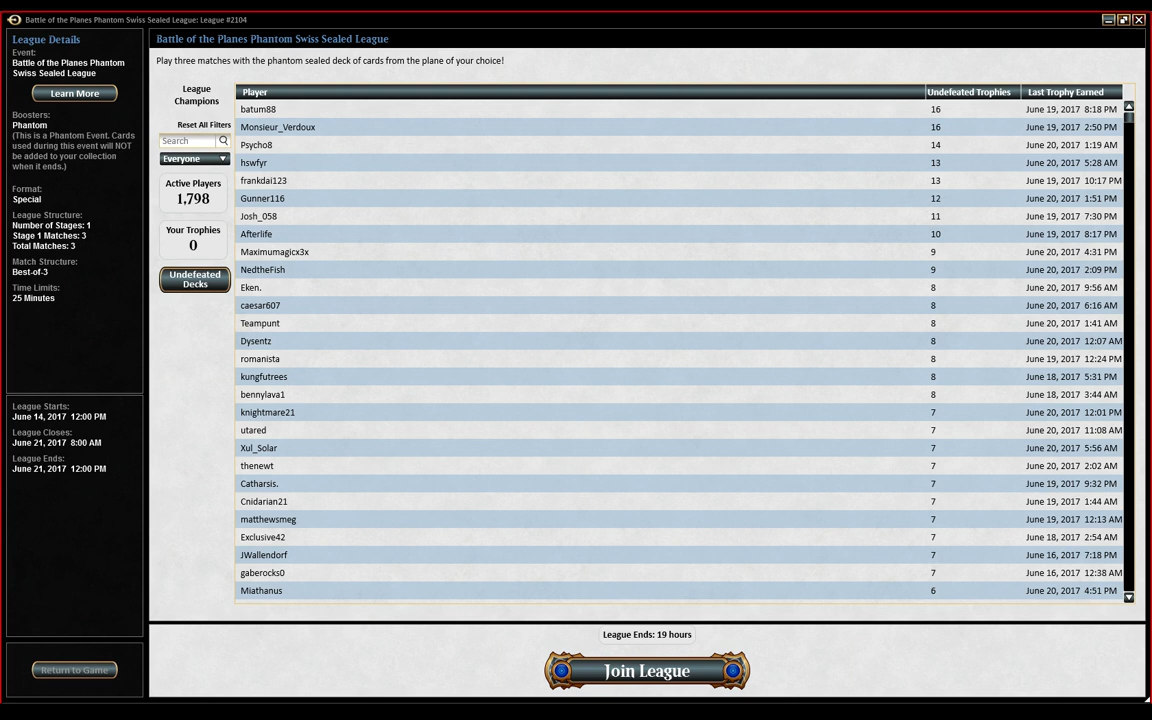 Battle of the Planes Phantom Swiss Sealed League: League #2104
League Details
Event:
Battle of the Planes Phantom
Swiss Sealed League
Learn More
Boosters:
Phantom
(This is a Phantom Event. Cards
used during this event will NOT
be added to your collection
when it ends.)
Format:
Special
League Structure:
Number of Stages: 1
Stage 1 Matches: 3
Total Matches: 3
Match Structure:
Best-of-3
Time Limits:
25 Minutes
League Starts:
June 14, 2017 12:00 PM
League Closes:
June 21, 2017 8:00 AM
League Ends:
June 21, 2017 12:00 PM
Return to Game
Battle of the Planes Phantom Swiss Sealed League
Play three matches with the phantom sealed deck of cards from the plane of your choice!
League
Champions
Reset All Filters
Search
Everyone
Active Players
1,798
Your Trophies
0
Undefeated
Decks
Player Undefeated Trophies Last Trophy Earned
batum88 16 June 19, 2017 8:18 PM
Monsieur_Verdoux 16 June 19, 2017 2:50 PM
Psycho8 14 June 20, 2017 1:19 AM
hswfyr 13 June 20, 2017 5:28 AM
frankdai123 13 June 19, 2017 10:17 PM
Gunner116 12 June 20, 2017 1:51 PM
Josh_058 11 June 19, 2017 7:30 PM
Afterlife 10 June 19, 2017 8:17 PM
Maximumagicx3x 9 June 20, 2017 4:31 PM
NedtheFish 9 June 20, 2017 2:09 PM
Eken. 8 June 20, 2017 9:56 AM
caesar607 8 June 20, 2017 6:16 AM
Teampunt 8 June 20, 2017 1:41 AM
Dysentz 8 June 20, 2017 12:07 AM
romanista 8 June 19, 2017 12:24 PM
kungfutrees 8 June 18, 2017 5:31 PM
bennylava1 8 June 18, 2017 3:44 AM
knightmare21 7 June 20, 2017 12:01 PM
utared 7 June 20, 2017 11:08 AM
Xul_Solar 7 June 20, 2017 5:56 AM
thenewt 7 June 20, 2017 2:02 AM
Catharsis. 7 June 19, 2017 9:32 PM
Cnidarian21 7 June 19, 2017 1:44 AM
matthewsmeg 7 June 19, 2017 12:13 AM
Exclusive42 7 June 18, 2017 2:54 AM
JWallendorf 7 June 16, 2017 7:18 PM
gaberocks0 7 June 16, 2017 12:38 AM
Miathanus 6 June 20, 2017 4:51 PM
League Ends: 19 hours
Join League